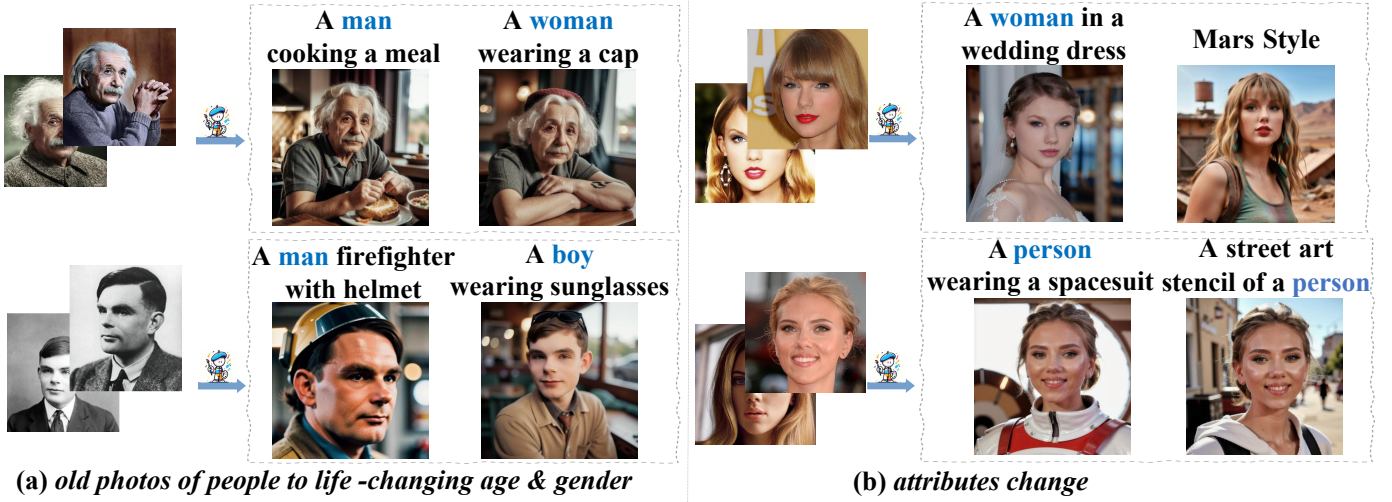 A man
cooking a meal
A woman
wearing a cap
A man firefighter
with helmet
A boy
wearing sunglasses
(a) old photos of people to life -changing age & gender
A woman in a
wedding dress
Mars Style
A person
wearing a spacesuit
A street art
stencil of a person
(b) attributes change